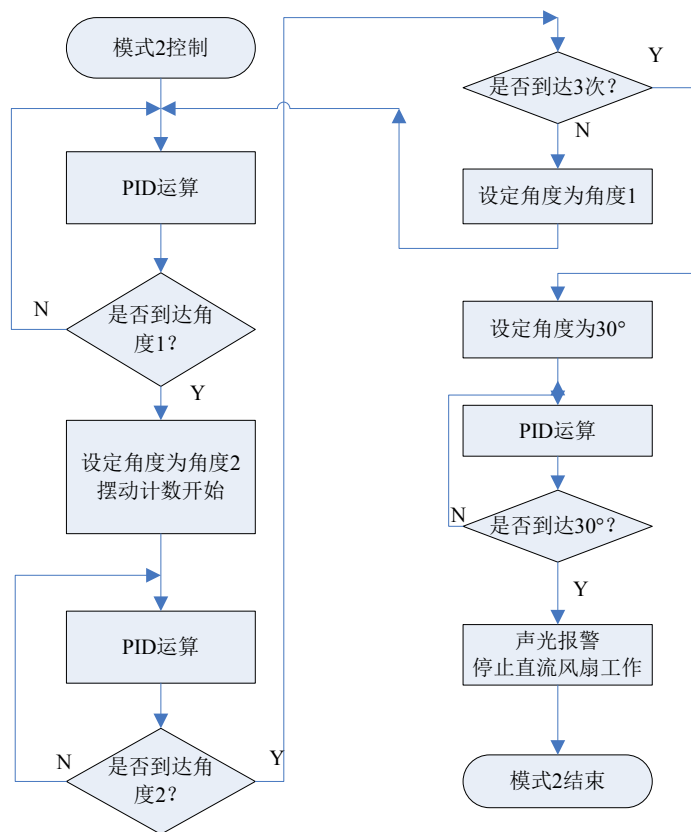 模式2控制
PID运算
N
是否到达角
度1？
Y
设定角度为角度2
摆动计数开始
PID运算
N
是否到达角
度2？
Y
是否到达3次？
Y
N
设定角度为角度1
设定角度为30°
PID运算
N
是否到达30°？
Y
声光报警
停止直流风扇工作
模式2结束